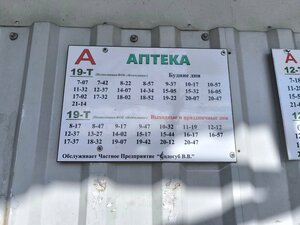 А АПТЕКА
19-Т Будние дни
7-07 7-42 8-22 8-57 9-37 10-17 10-57
11-32 12-37 14-07 14-34 15-05 15-32 16-05
17-02 17-32 18-02 18-52 19-22 20-07 20-47
21-14
19-Т Выходные и праздничные дни
8-17 8-47 9-17 9-47 10-32 11-19 12-12
12-37 13-27 14-02 15-17 15-44 16-17 16-51
17-37 18-32 19-07 19-42 20-12 20-47
Обслуживает Частное Предприятие В.В."
А
12-